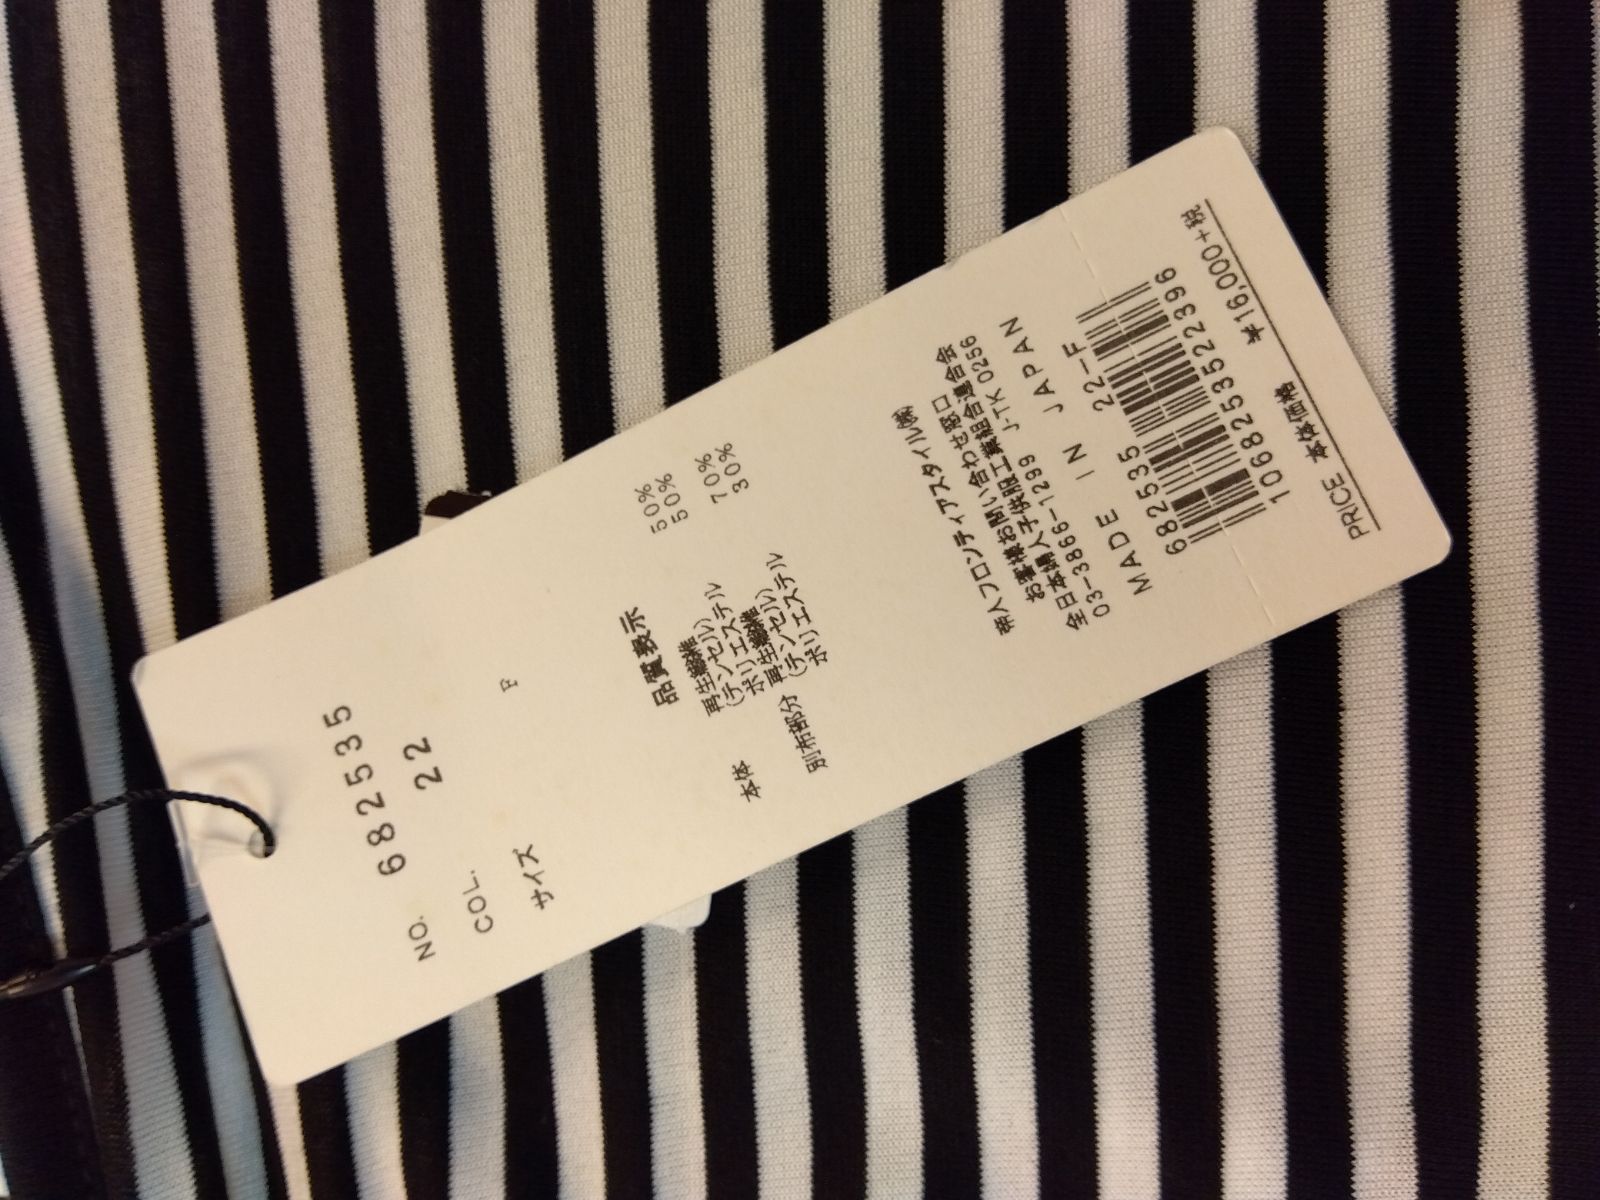 NO. 682535
COL. 22
サイズ F
品質表示
本体 再生繊維 50%
(テンセル)
ポリエステル 50%
別布部分 再生繊維 70%
(テンセル)
ポリエステル 30%
帝人フロンティアスタイル㈱
お客様お問い合わせ窓口
全日本婦人子供服工業組合連合会
03-3866-1299 J-TK 0256
MADE IN JAPAN
682535 22-F
1068253522396
PRICE 本体価格 ¥16,000+税